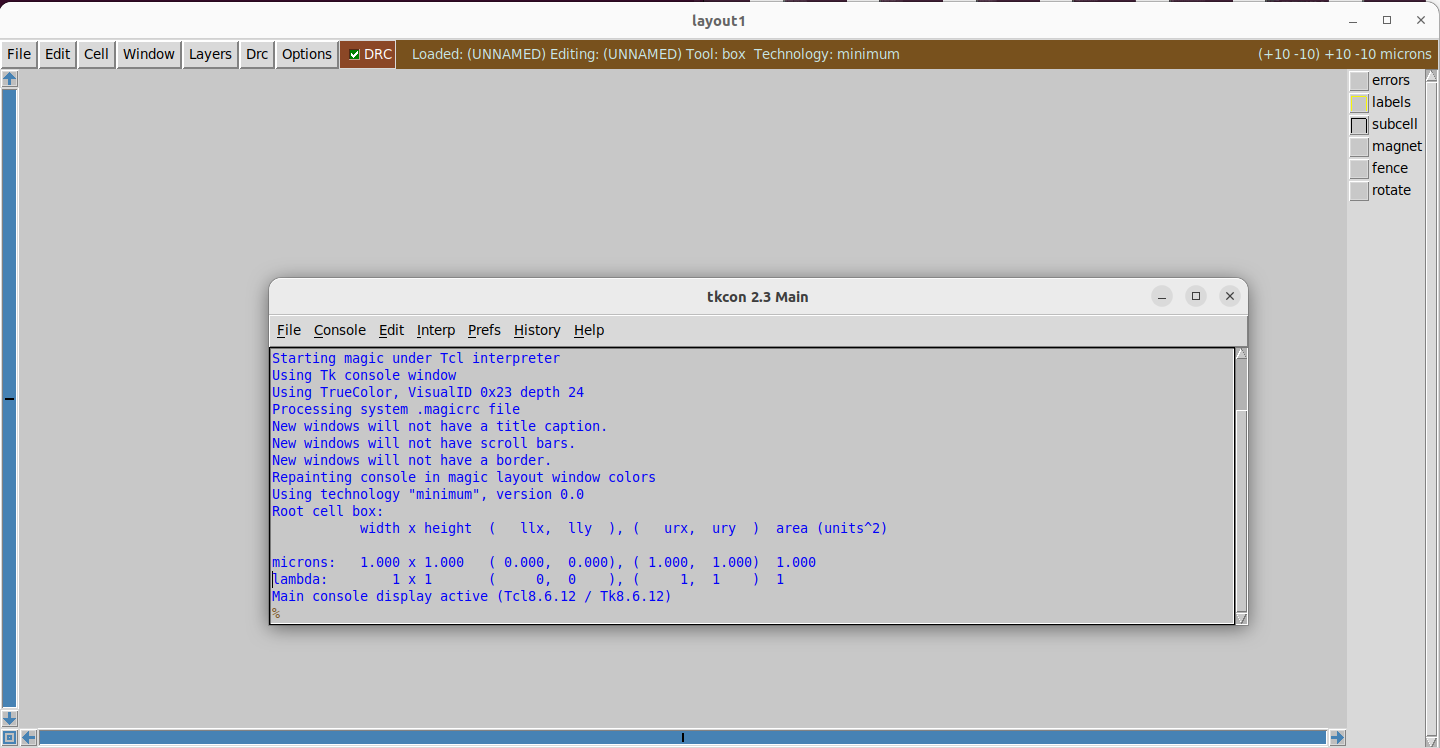 layout1
File Edit Cell Window Layers Drc Options DRC Loaded: (UNNAMED) Editing: (UNNAMED) Tool: box Technology: minimum (+10 -10) +10 -10 microns
errors
labels
subcell
magnet
fence
rotate
tkcon 2.3 Main
File Console Edit Interp Prefs History Help
Starting magic under Tcl interpreter
Using Tk console window
Using TrueColor, VisualID 0x23 depth 24
Processing system .magicrc file
New windows will not have a title caption.
New windows will not have scroll bars.
New windows will not have a border.
Repainting console in magic layout window colors
Using technology "minimum", version 0.0
Root cell box:
width x height ( llx, lly ), ( urx, ury ) area (units^2)
microns: 1.000 x 1.000 ( 0.000, 0.000), ( 1.000, 1.000) 1.000
lambda: 1 x 1 ( 0, 0 ), ( 1, 1 ) 1
Main console display active (Tcl8.6.12 / Tk8.6.12)
%